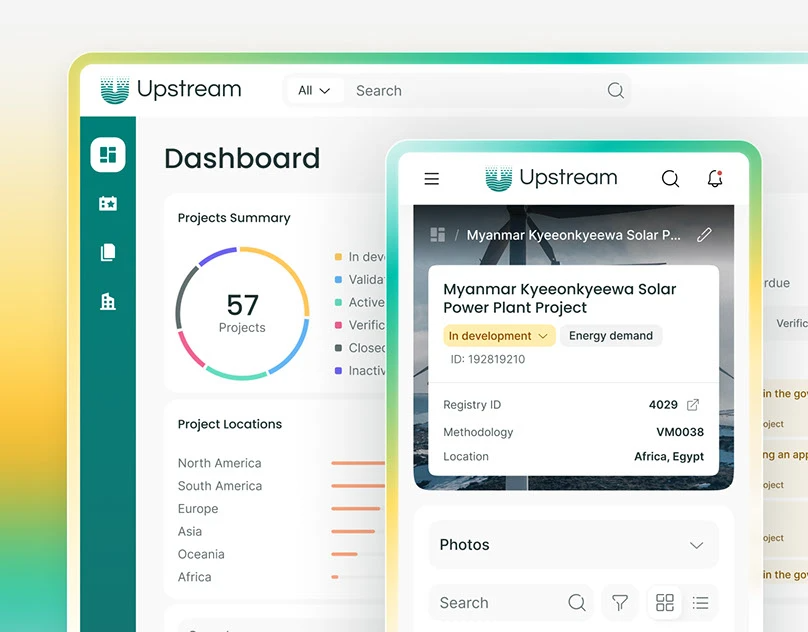 Upstream
All
Search
Dashboard
Projects Summary
57
Projects
In deve
Valida
Active
Verific
Closed
Inactiv
Project Locations
North America
South America
Europe
Asia
Oceania
Africa
Upstream
/ Myanmar Kyeeonkyeewa Solar P...
Myanmar Kyeeonkyeewa Solar
Power Plant Project
In development
Energy demand
ID: 192819210
Registry ID 4029
Methodology VM0038
Location Africa, Egypt
Photos
Search
rdue
Verific
in the gov
oject
ng an app
oject
oject
in the gov